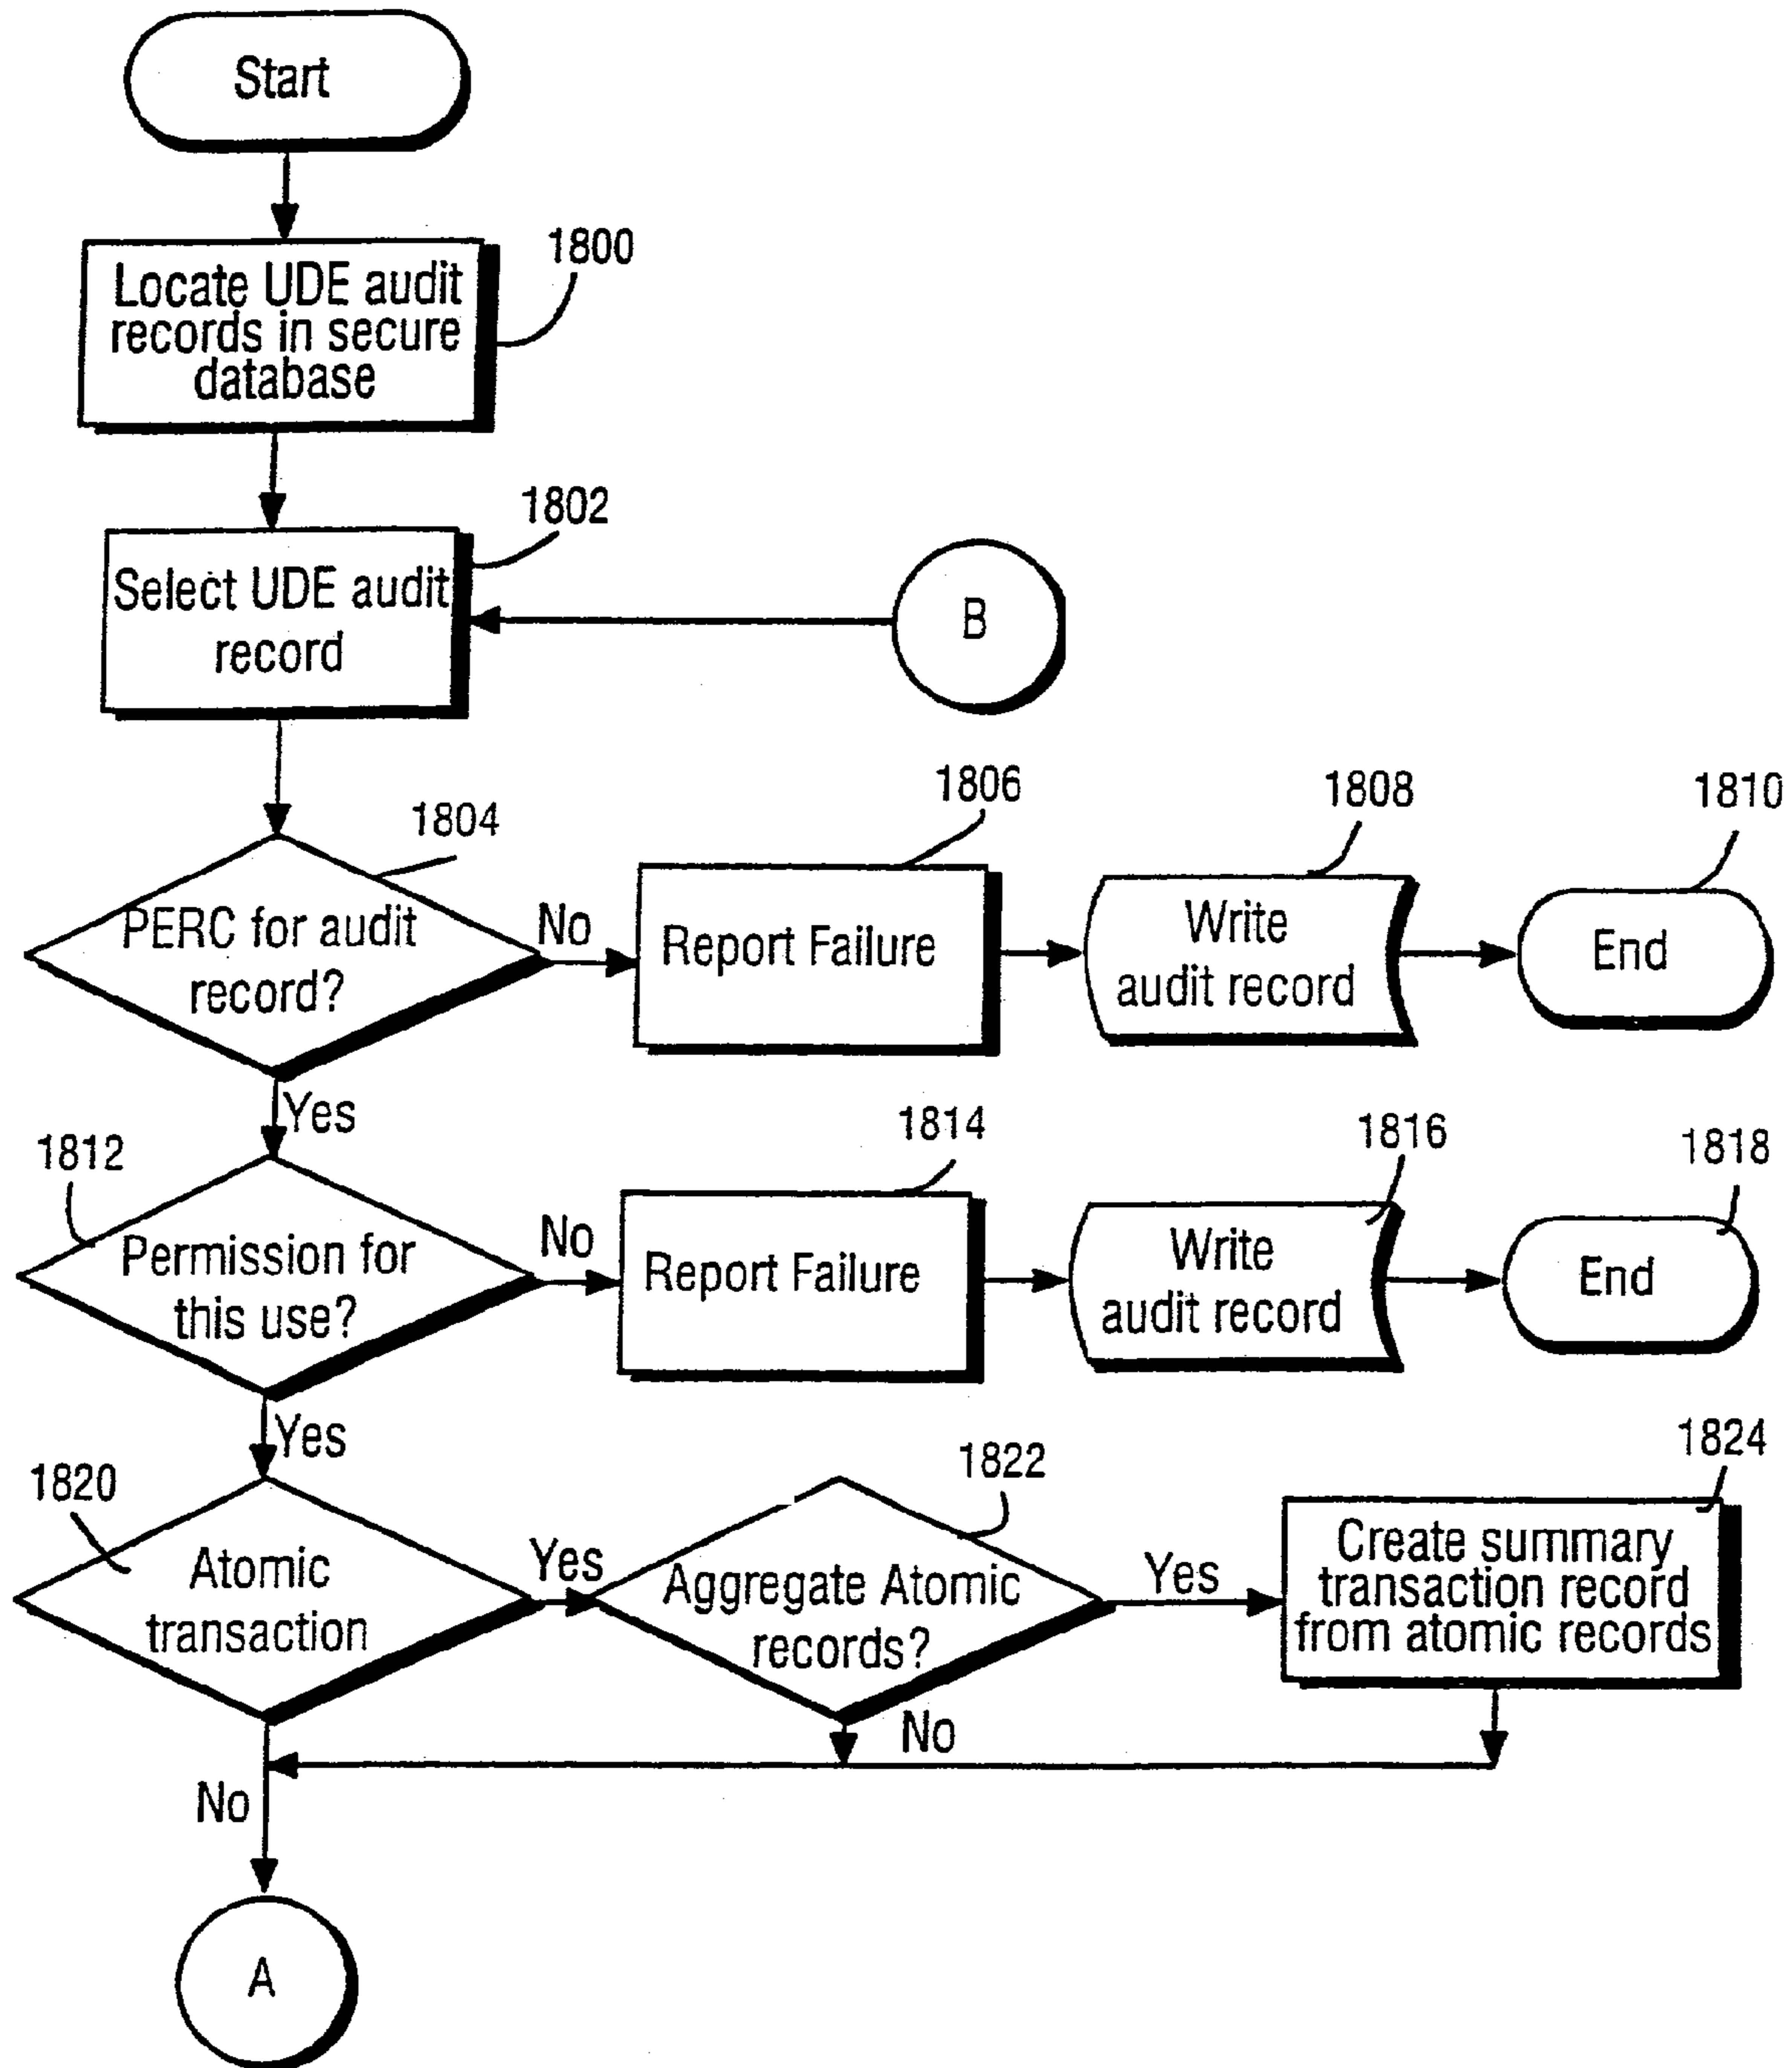 Start
1800
Locate UDE audit
records in secure
database
1802
Select UDE audit
record
B
1804
PERC for audit
record?
No
1806
Report Failure
1808
Write
audit record
1810
End
Yes
1812
Permission for
this use?
No
1814
Report Failure
1816
Write
audit record
1818
End
Yes
1820
Atomic
transaction
Yes
1822
Aggregate Atomic
records?
Yes
1824
Create summary
transaction record
from atomic records
No
No
A